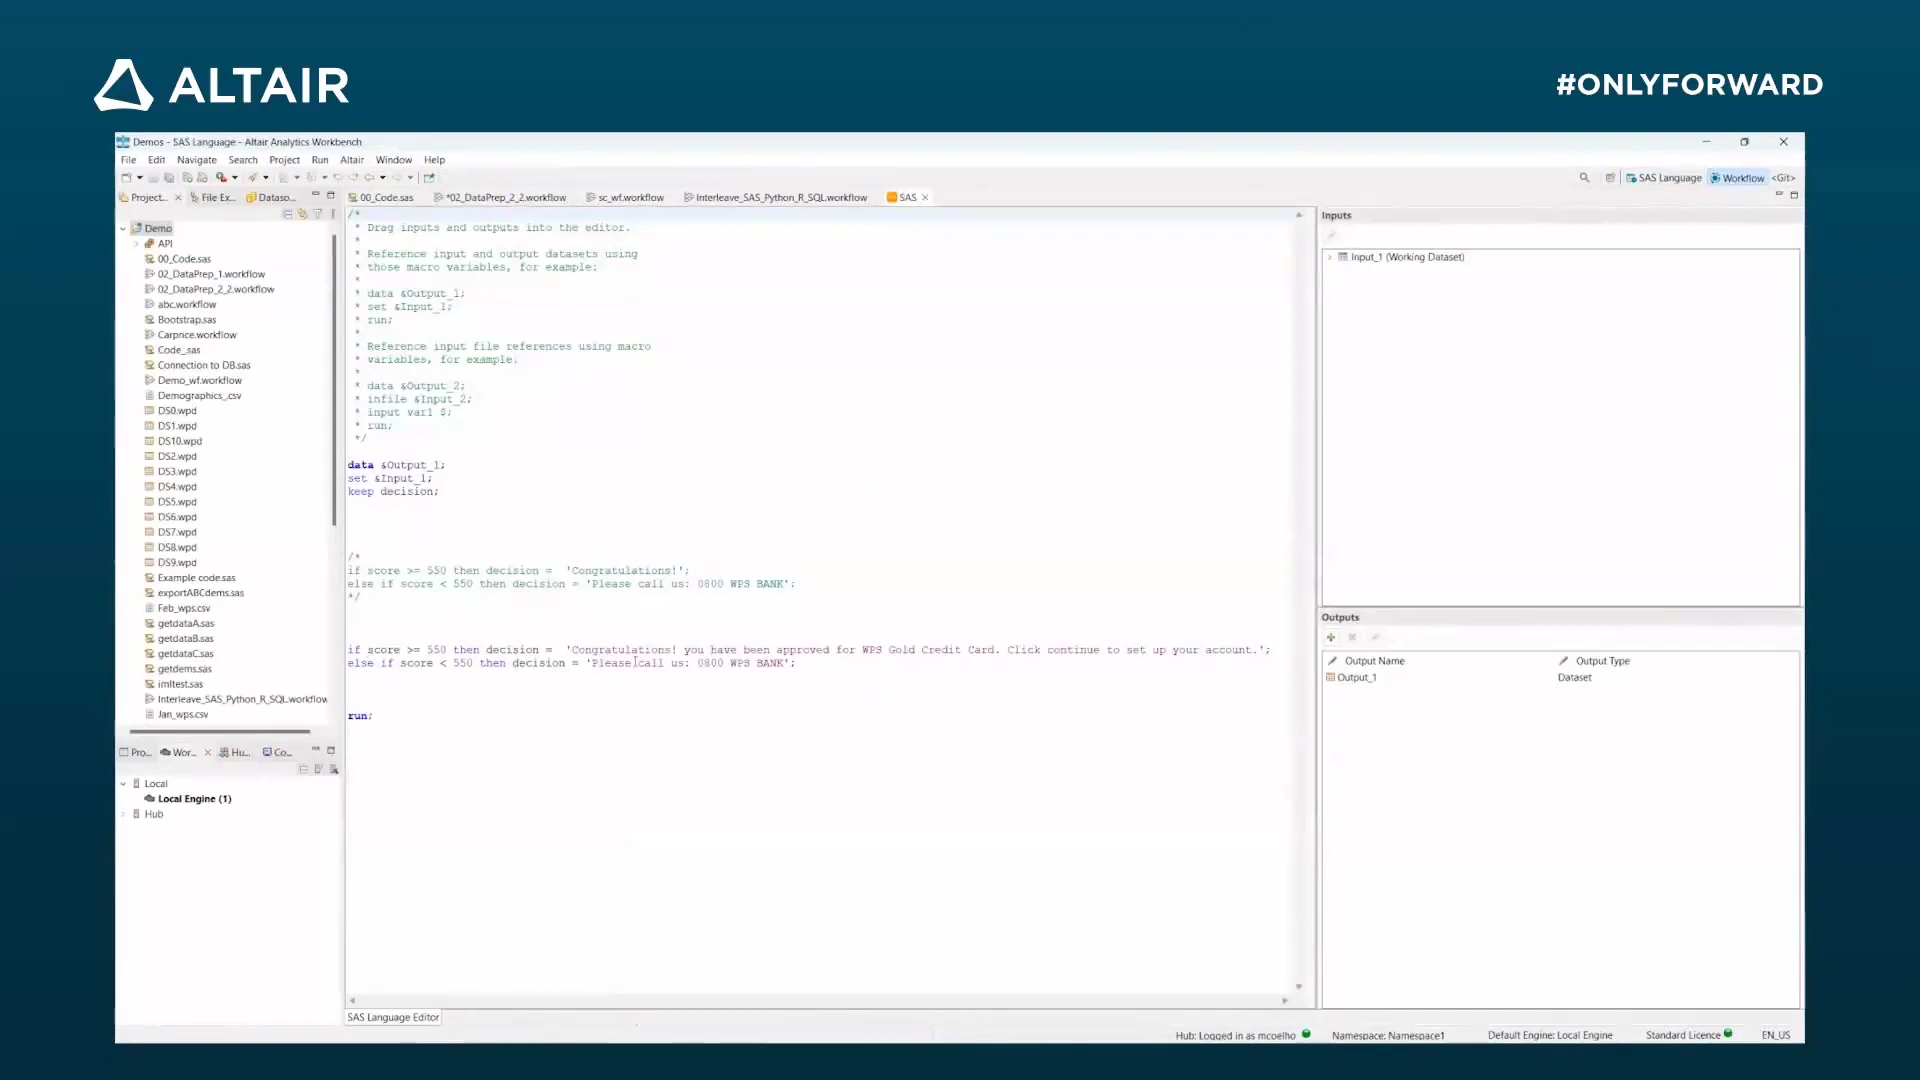 ALTAIR
#ONLYFORWARD
Demos - SAS Language - Altair Analytics Workbench
File Edit Navigate Search Project Run Altair Window Help
SAS Language Workflow <Git>
Project... File Ex... Dataso...
00_Code.sas *02_DataPrep_2_2.workflow sc_wf.workflow Interleave_SAS_Python_R_SQL.workflow SAS
Demo
API
00_Code.sas
02_DataPrep_1.workflow
02_DataPrep_2_2.workflow
abc.workflow
Bootstrap.sas
Carprice.workflow
Code_.sas
Connection to DB.sas
Demo_wf.workflow
Demographics_.csv
DS0.wpd
DS1.wpd
DS10.wpd
DS2.wpd
DS3.wpd
DS4.wpd
DS5.wpd
DS6.wpd
DS7.wpd
DS8.wpd
DS9.wpd
Example code.sas
exportABCdems.sas
Feb_wps.csv
getdataA.sas
getdataB.sas
getdataC.sas
getdems.sas
imltest.sas
Interleave_SAS_Python_R_SQL.workflow
Jan_wps.csv
Pro... Wor... Hu... Co...
Local
Local Engine (1)
Hub
/*
* Drag inputs and outputs into the editor.
*
* Reference input and output datasets using
* those macro variables, for example:
*
* data &Output_1;
* set &Input_1;
* run;
*
* Reference input file references using macro
* variables, for example:
*
* data &Output_2;
* infile &Input_2;
* input var1 $;
* run;
*/
data &Output_1;
set &Input_1;
keep decision;
/*
if score >= 550 then decision = 'Congratulations!';
else if score < 550 then decision = 'Please call us: 0800 WPS BANK';
*/
if score >= 550 then decision = 'Congratulations! you have been approved for WPS Gold Credit Card. Click continue to set up your account.';
else if score < 550 then decision = 'Please call us: 0800 WPS BANK';
run;
SAS Language Editor
Inputs
Input_1 (Working Dataset)
Outputs
Output Name Output Type
Output_1 Dataset
Hub: Logged in as mcoelho Namespace: Namespace1 Default Engine: Local Engine Standard Licence EN_US